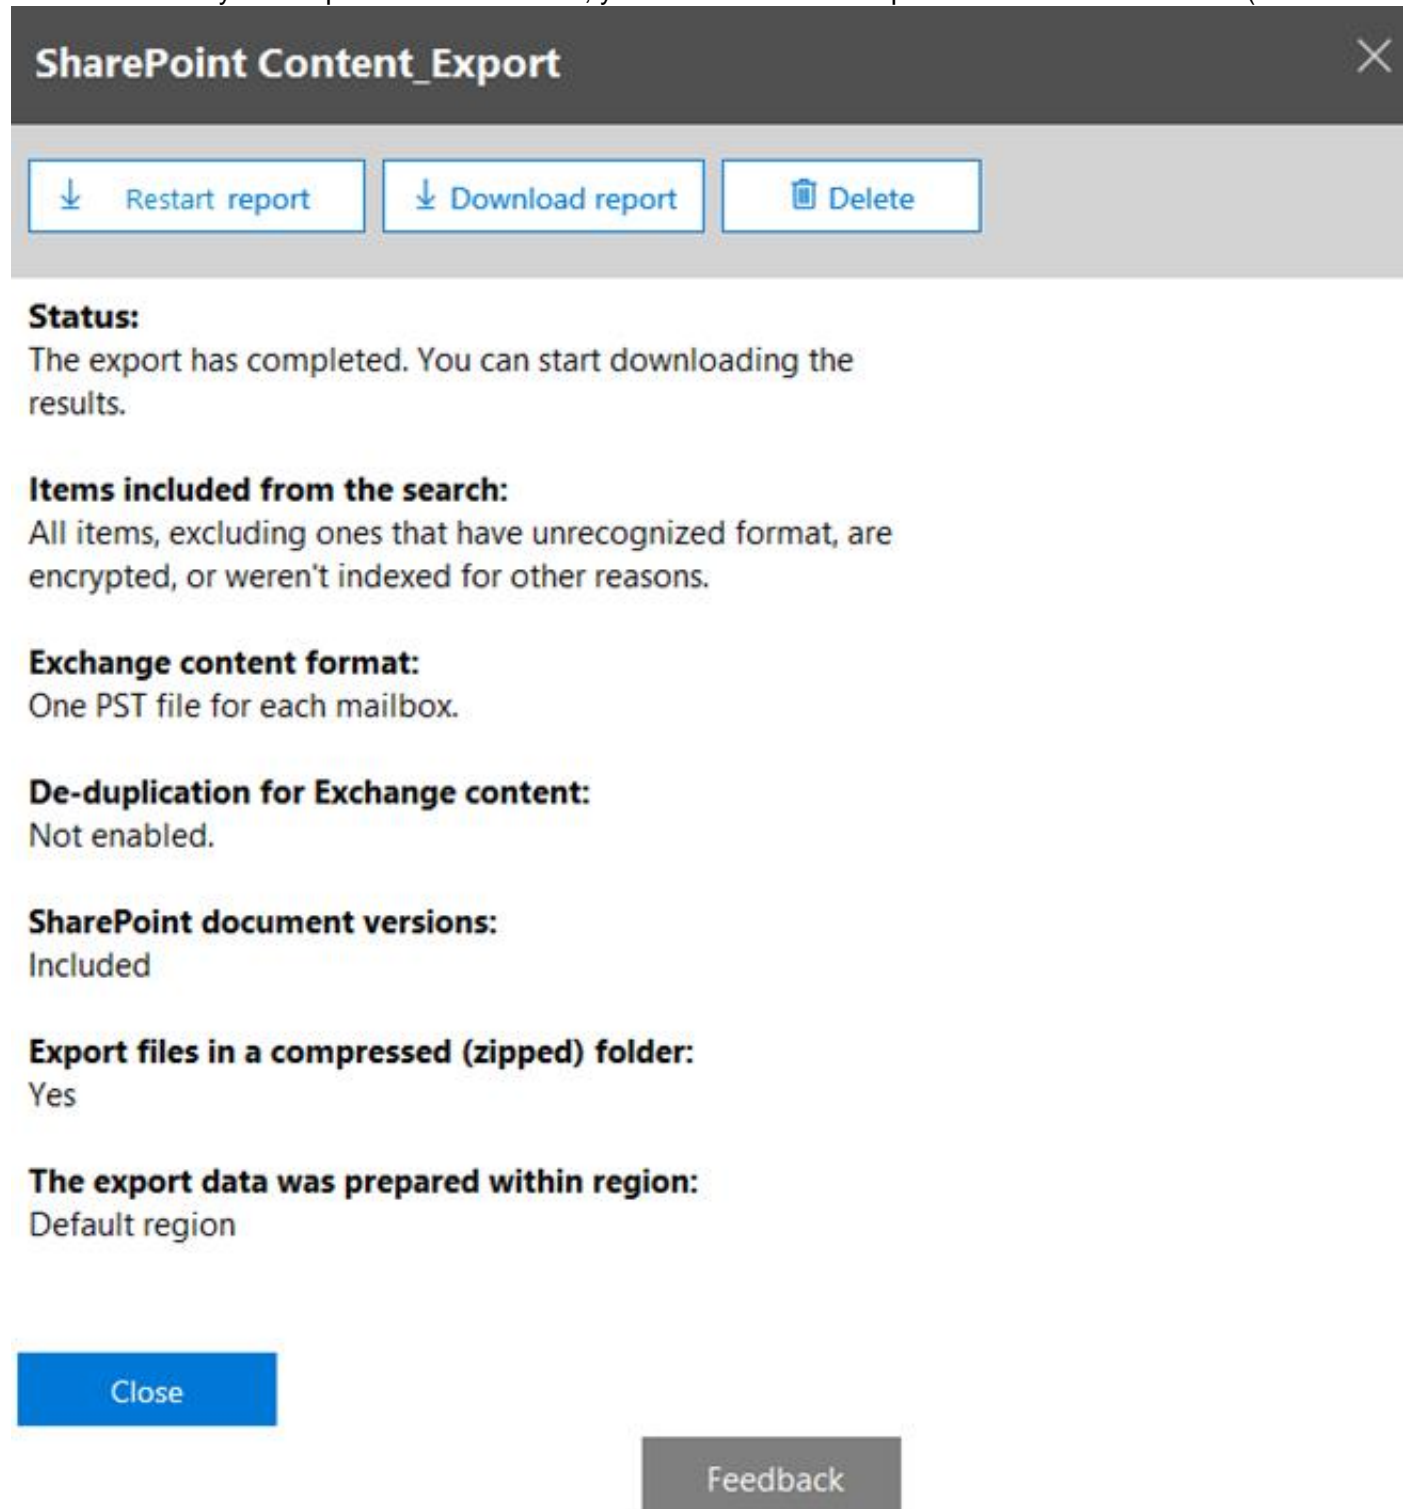 SharePoint Content_Export
Restart report
Download report
Delete
Status:
The export has completed. You can start downloading the
results.
Items included from the search:
All items, excluding ones that have unrecognized format, are
encrypted, or weren't indexed for other reasons.
Exchange content format:
One PST file for each mailbox.
De-duplication for Exchange content:
Not enabled.
SharePoint document versions:
Included
Export files in a compressed (zipped) folder:
Yes
The export data was prepared within region:
Default region
Close
Feedback